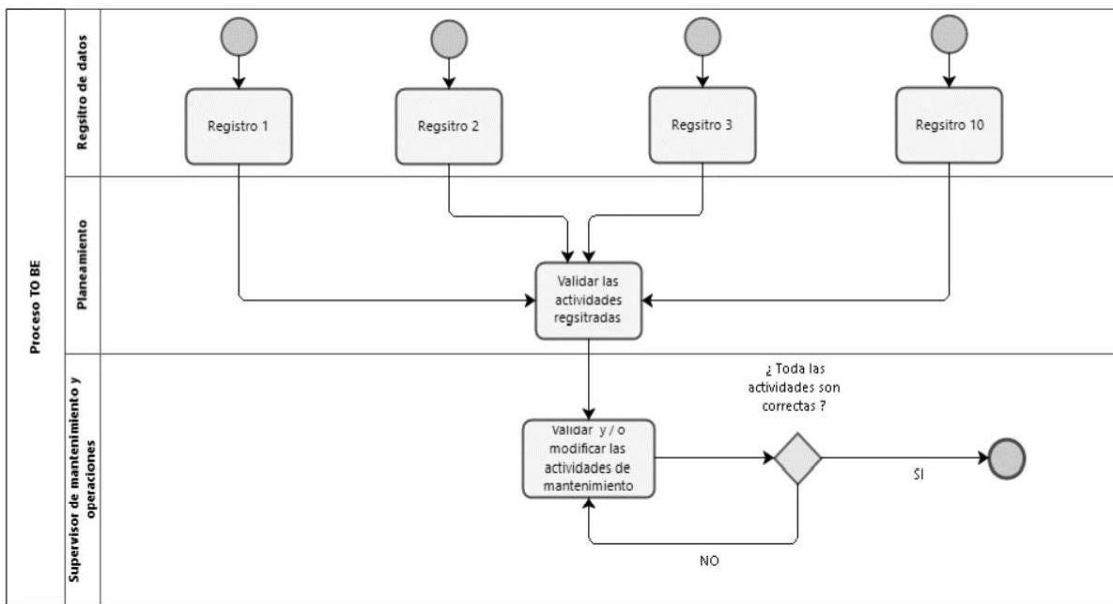 Proceso TO BE
Regsitro de datos
Registro 1
Regsitro 2
Regsitro 3
Regsitro 10
Planeamiento
Validar las
actividades
regsitradas
Supervisor de mantenimiento y
operaciones
Validar y / o
modificar las
actividades de
mantenimiento
¿ Toda las
actividades son
correctas ?
SI
NO